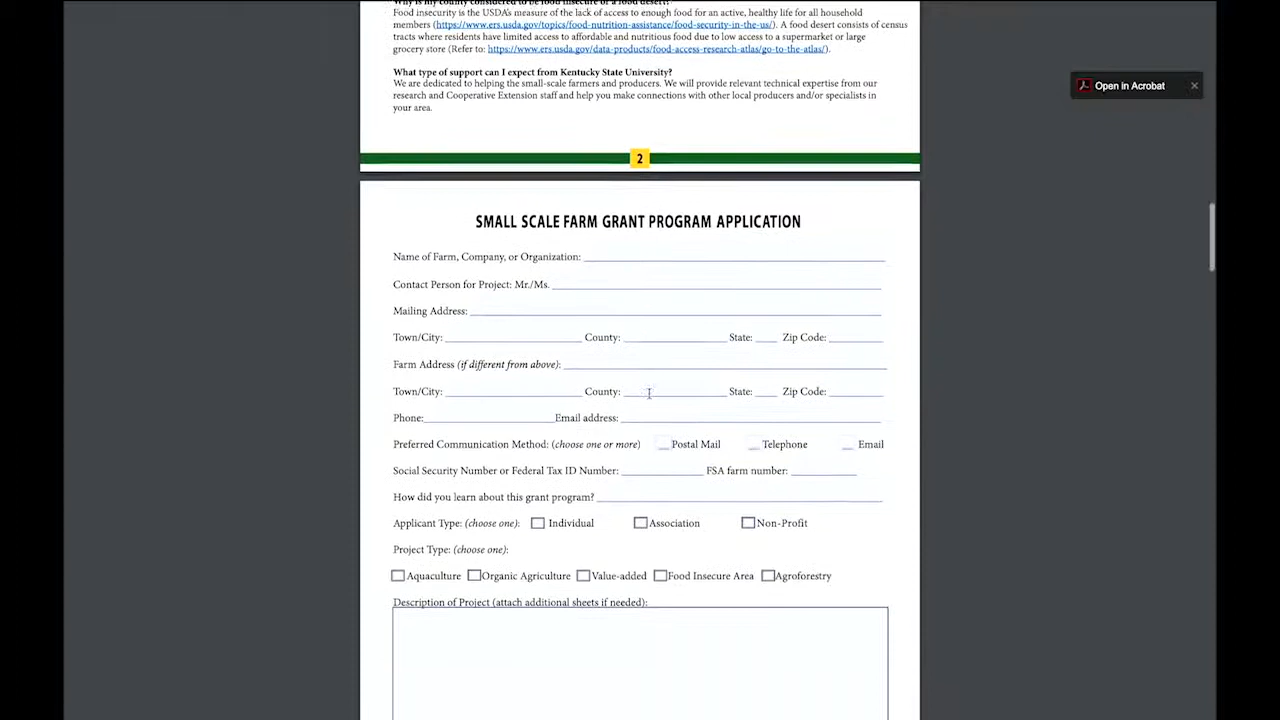 Why is my county considered to be food insecure or a food desert?
Food insecurity is the USDA's measure of the lack of access to enough food for an active, healthy life for all household
members (https://www.ers.usda.gov/topics/food-nutrition-assistance/food-security-in-the-us/). A food desert consists of census
tracts where residents have limited access to affordable and nutritious food due to low access to a supermarket or large
grocery store (Refer to: https://www.ers.usda.gov/data-products/food-access-research-atlas/go-to-the-atlas/).
What type of support can I expect from Kentucky State University?
We are dedicated to helping the small-scale farmers and producers. We will provide relevant technical expertise from our
research and Cooperative Extension staff and help you make connections with other local producers and/or specialists in
your area.
Open in Acrobat
2
SMALL SCALE FARM GRANT PROGRAM APPLICATION
Name of Farm, Company, or Organization:
Contact Person for Project: Mr./Ms.
Mailing Address:
Town/City: County: State: Zip Code:
Farm Address (if different from above):
Town/City: County: State: Zip Code:
Phone: Email address:
Preferred Communication Method: (choose one or more) Postal Mail Telephone Email
Social Security Number or Federal Tax ID Number: FSA farm number:
How did you learn about this grant program?
Applicant Type: (choose one): Individual Association Non-Profit
Project Type: (choose one):
Aquaculture Organic Agriculture Value-added Food Insecure Area Agroforestry
Description of Project (attach additional sheets if needed):